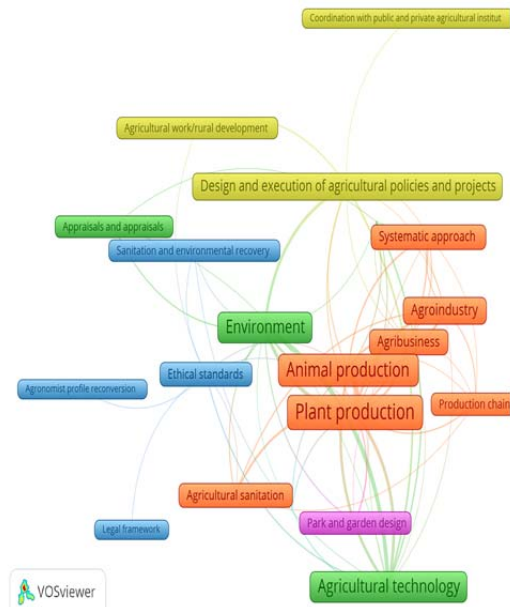 Coordination with public and private agricultural institut
Agricultural work/rural development
Design and execution of agricultural policies and projects
Appraisals and appraisals
Systematic approach
Sanitation and environmental recovery
Agroindustry
Environment
Agribusiness
Animal production
Ethical standards
Agronomist profile reconversion
Production chain
Plant production
Agricultural sanitation
Park and garden design
Legal framework
Agricultural technology
VOSviewer